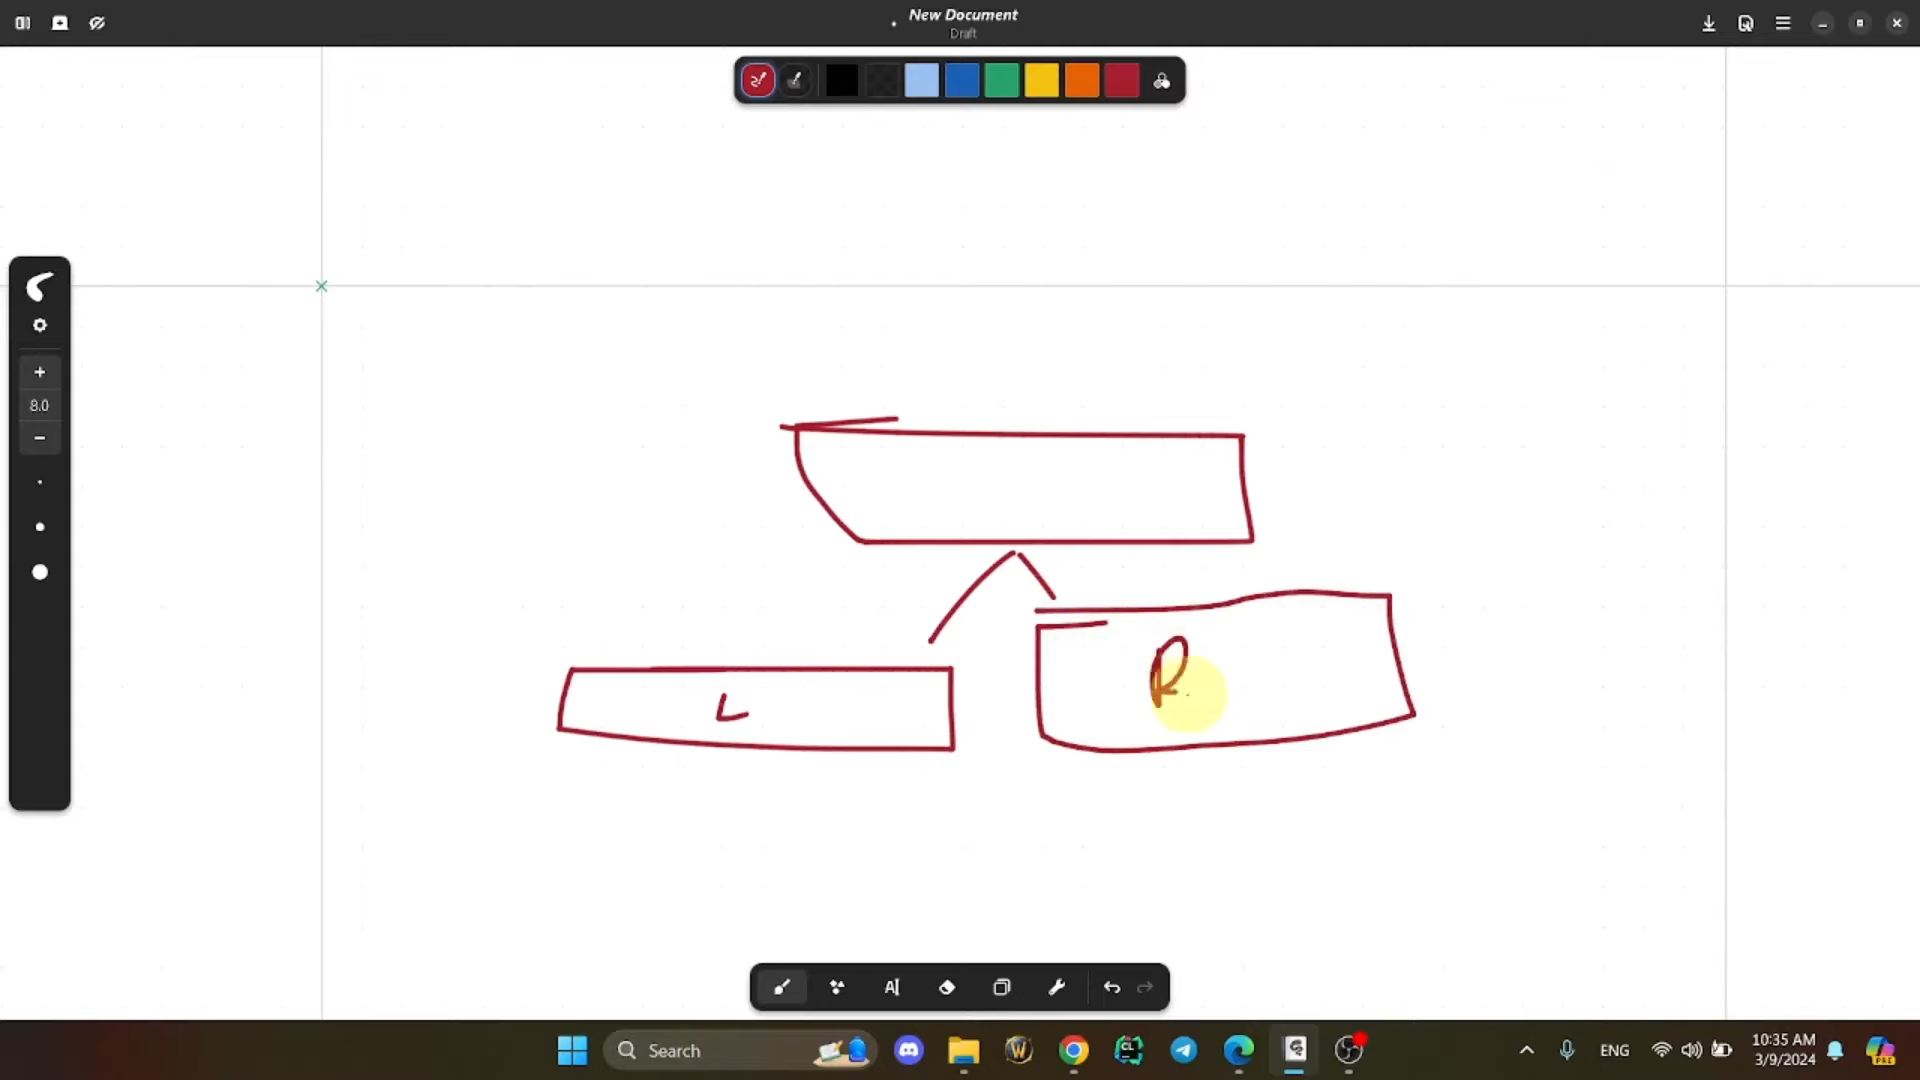 New Document
Draft
8.0
L
R
Search
ENG
10:35 AM
3/9/2024